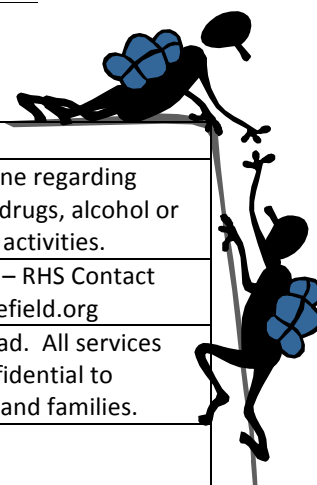 ne regarding
drugs, alcohol or
activities.
– RHS Contact
efield.org
ad. All services
fidential to
and families.